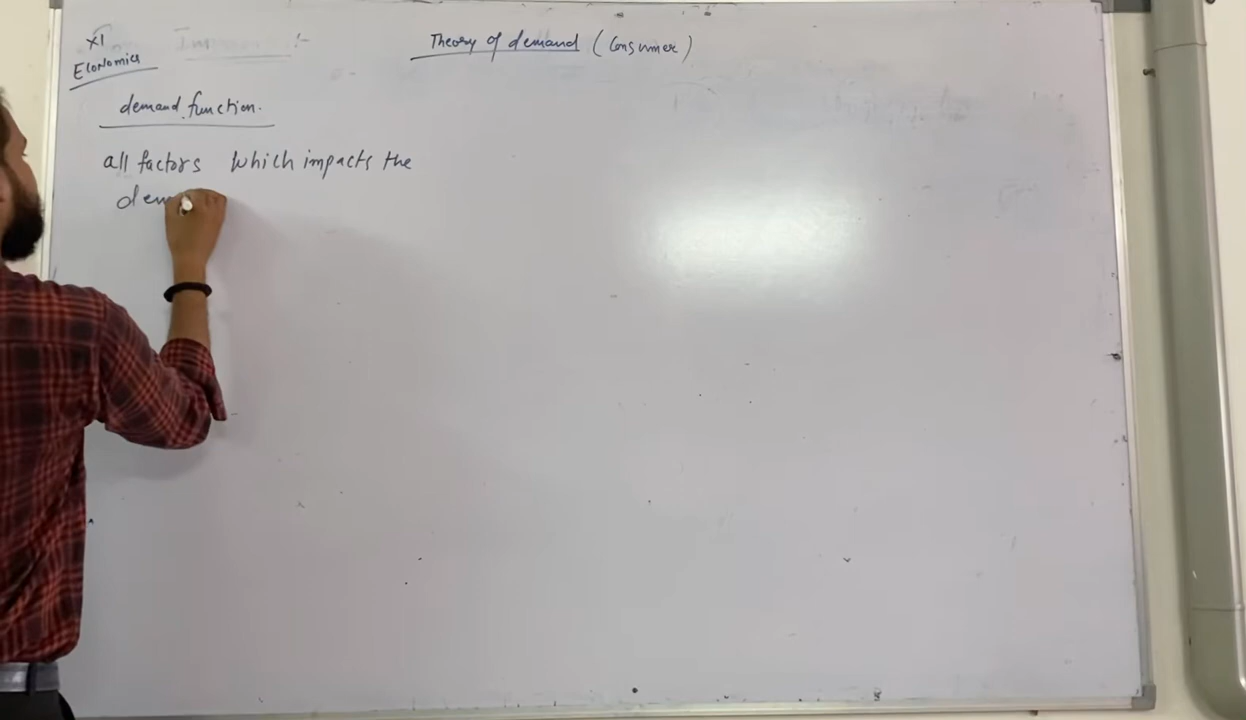 XI
Economics
Theory of demand (Consumer)
demand function.
all factors which impacts the
dem